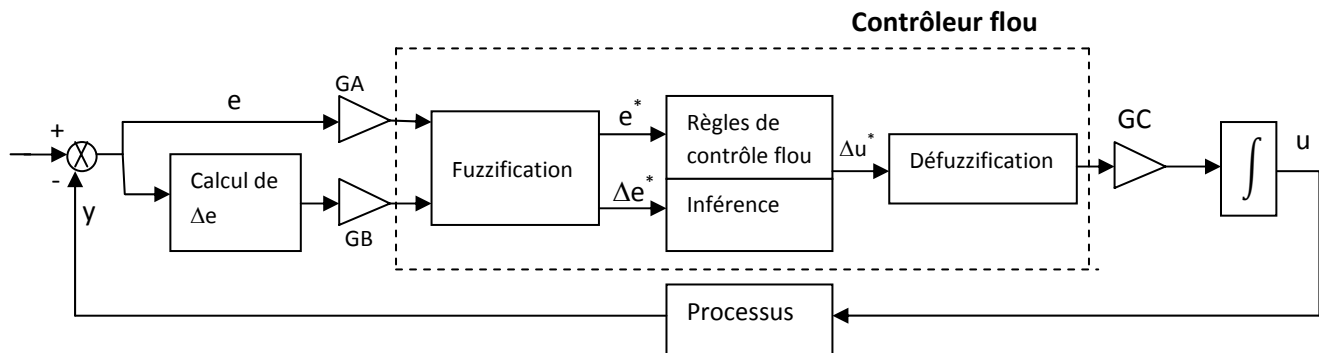 Contrôleur flou
GA
e
+
-
y
Calcul de
Δe
GB
Fuzzification
e*
Δe*
Règles de
contrôle flou
Inférence
Δu*
Défuzzification
GC
∫
u
Processus